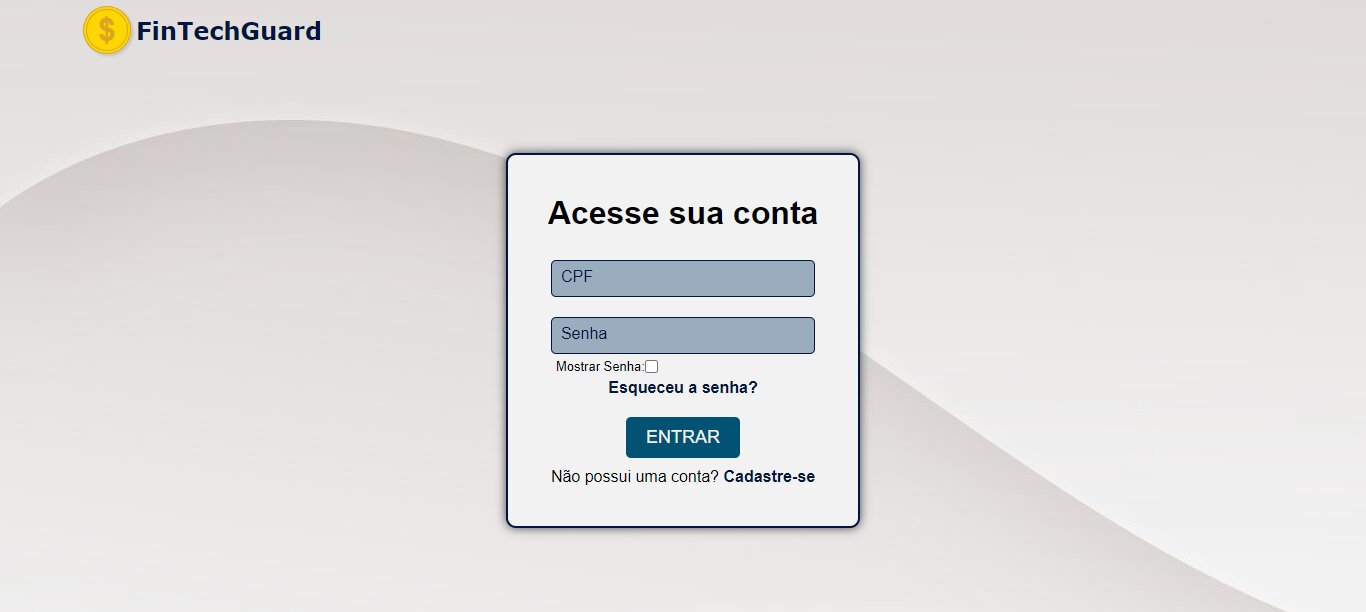 $ FinTechGuard
Acesse sua conta
CPF
Senha
Mostrar Senha:
Esqueceu a senha?
ENTRAR
Não possui uma conta? Cadastre-se